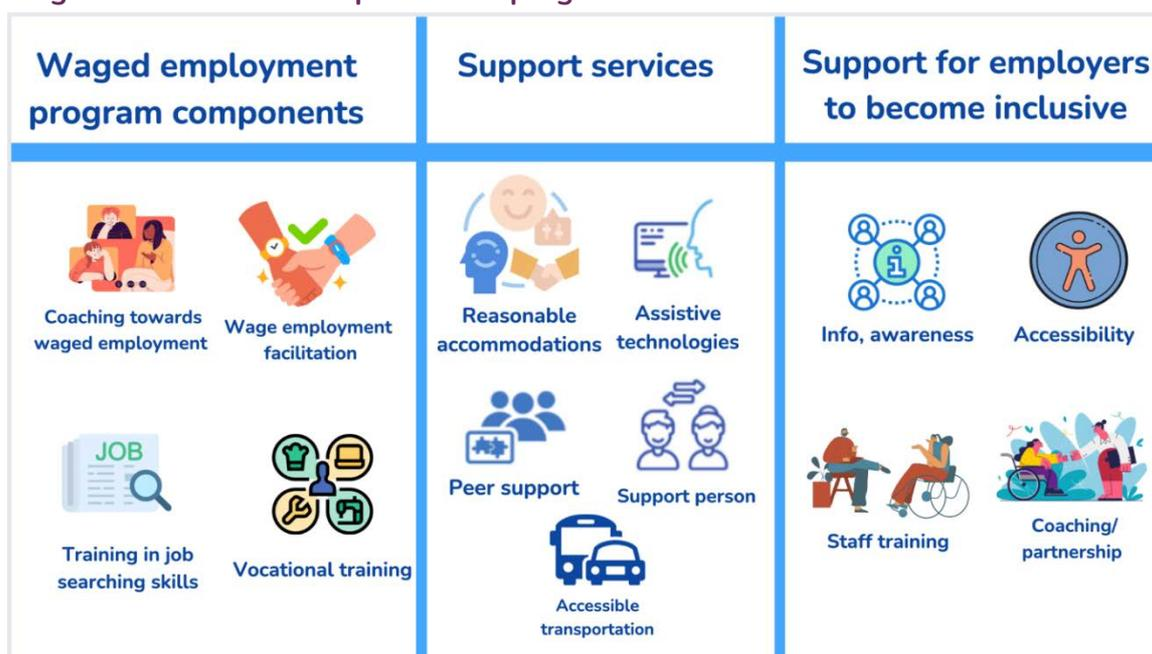 Waged employment
program components
Support services
Support for employers
to become inclusive
Coaching towards
waged employment
Wage employment
facilitation
JOB
Training in job
searching skills
Vocational training
Reasonable
accommodations
Assistive
technologies
Peer support
Support person
Accessible
transportation
i
Info, awareness
Accessibility
Staff training
Coaching/
partnership